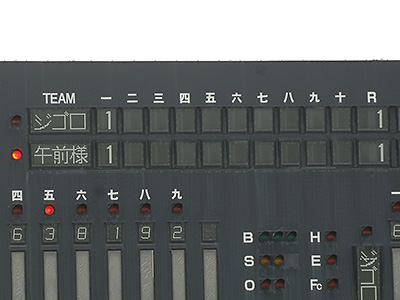 TEAM 一 二 三 四 五 六 七 八 九 十 R
ジゴロ 1 1
午前様 1 1
四 五 六 七 八 九 一
6 3 8 1 9 2
B H
S E
O Fc
ジゴ